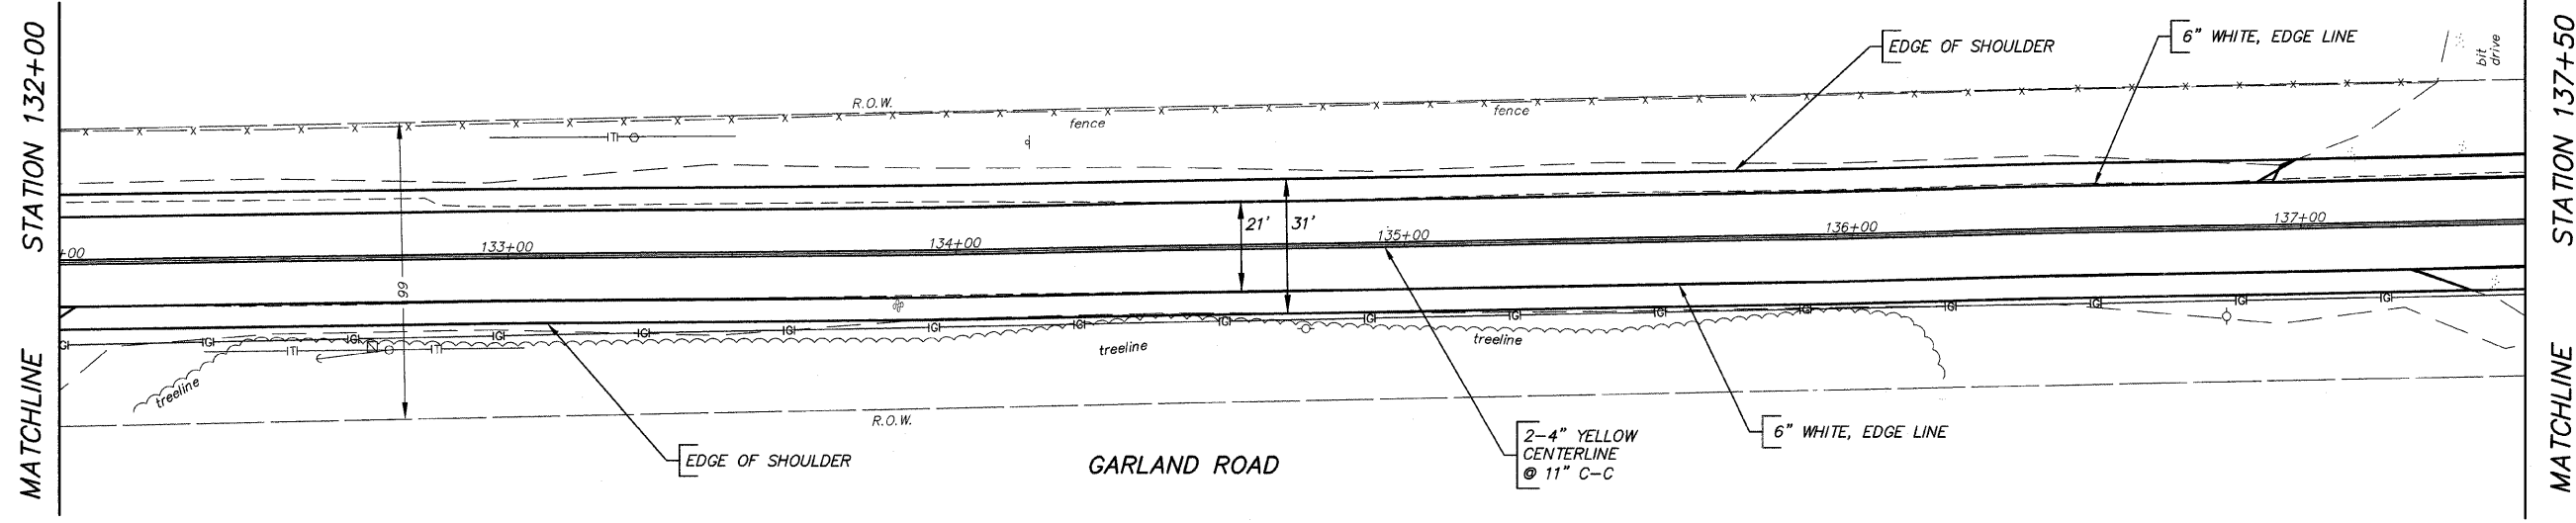 STATION 132+00
MATCHLINE
EDGE OF SHOULDER
6" WHITE, EDGE LINE
bit
drive
STATION 137+50
MATCHLINE
R.O.W.
fence
fence
+00
133+00
134+00
135+00
136+00
137+00
21'
31'
99
treeline
treeline
treeline
R.O.W.
EDGE OF SHOULDER
GARLAND ROAD
2-4" YELLOW
CENTERLINE
@ 11" C-C
6" WHITE, EDGE LINE